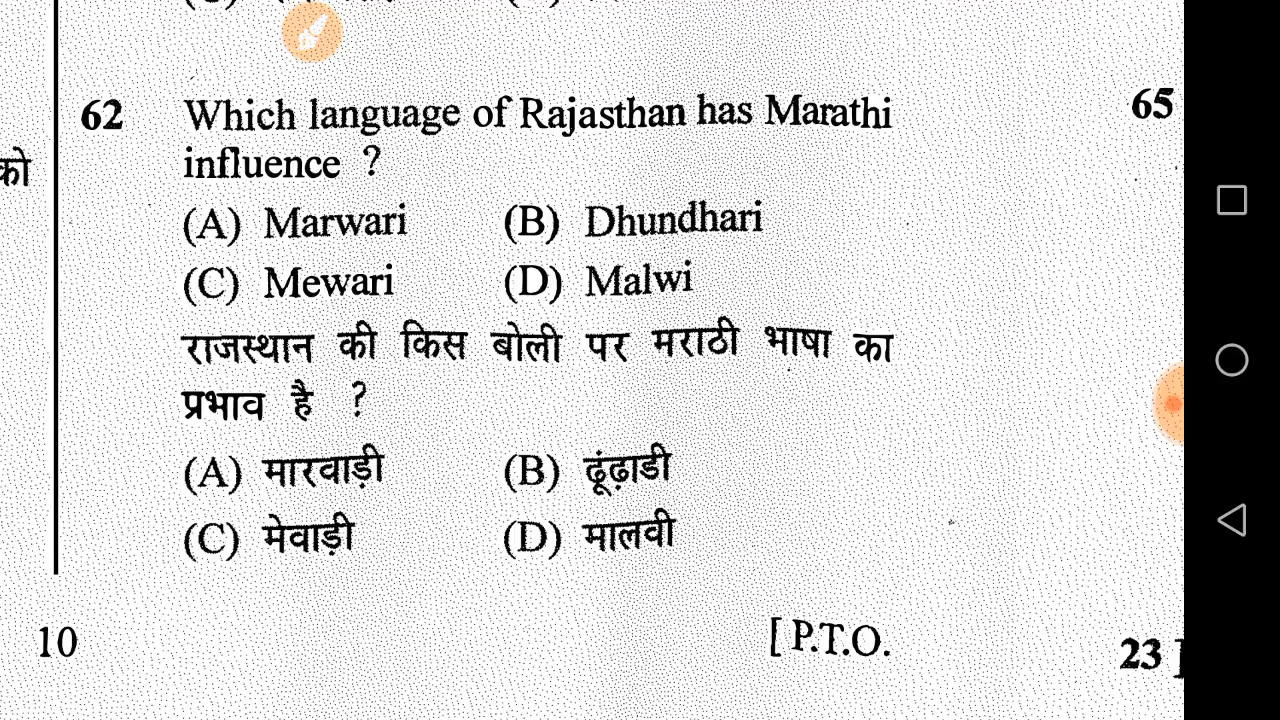 62 Which language of Rajasthan has Marathi
influence ?
(A) Marwari (B) Dhundhari
(C) Mewari (D) Malwi
राजस्थान की किस बोली पर मराठी भाषा का
प्रभाव है ?
(A) मारवाड़ी (B) ढूंढ़ाडी
(C) मेवाड़ी (D) मालवी
10 [ P.T.O.
को
65
23 ]